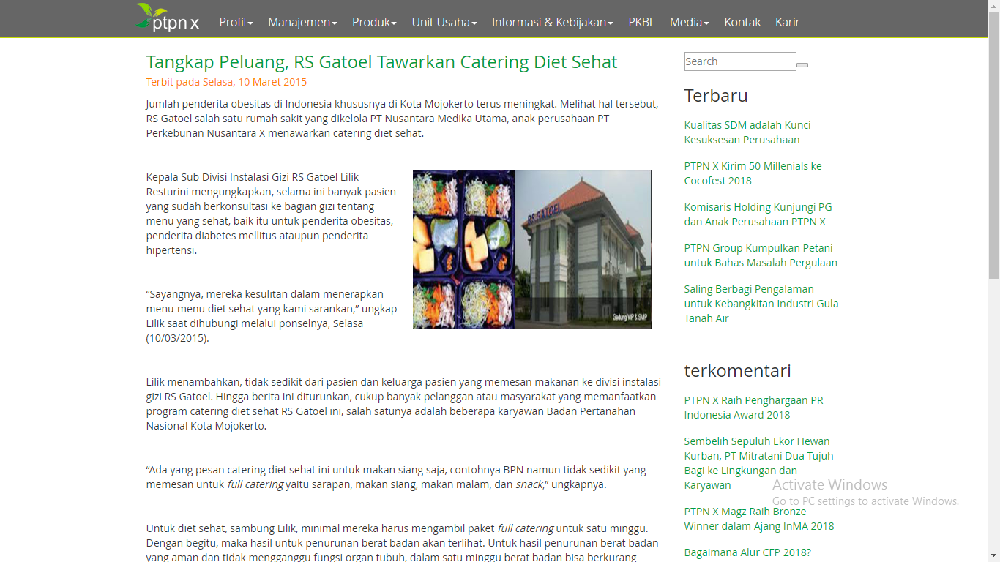 ptpn x
Profil
Manajemen
Produk
Unit Usaha
Informasi & Kebijakan
PKBL
Media
Kontak
Karir
Tangkap Peluang, RS Gatoel Tawarkan Catering Diet Sehat
Terbit pada Selasa, 10 Maret 2015
Jumlah penderita obesitas di Indonesia khususnya di Kota Mojokerto terus meningkat. Melihat hal tersebut,
RS Gatoel salah satu rumah sakit yang dikelola PT Nusantara Medika Utama, anak perusahaan PT
Perkebunan Nusantara X menawarkan catering diet sehat.
Kepala Sub Divisi Instalasi Gizi RS Gatoel Lilik
Resturini mengungkapkan, selama ini banyak pasien
yang sudah berkonsultasi ke bagian gizi tentang
menu yang sehat, baik itu untuk penderita obesitas,
penderita diabetes mellitus ataupun penderita
hipertensi.
RS GATOEL
Gedung VIP & SVIP
“Sayangnya, mereka kesulitan dalam menerapkan
menu-menu diet sehat yang kami sarankan,” ungkap
Lilik saat dihubungi melalui ponselnya, Selasa
(10/03/2015).
Lilik menambahkan, tidak sedikit dari pasien dan keluarga pasien yang memesan makanan ke divisi instalasi
gizi RS Gatoel. Hingga berita ini diturunkan, cukup banyak pelanggan atau masyarakat yang memanfaatkan
program catering diet sehat RS Gatoel ini, salah satunya adalah beberapa karyawan Badan Pertanahan
Nasional Kota Mojokerto.
“Ada yang pesan catering diet sehat ini untuk makan siang saja, contohnya BPN namun tidak sedikit yang
memesan untuk full catering yaitu sarapan, makan siang, makan malam, dan snack,” ungkapnya.
Untuk diet sehat, sambung Lilik, minimal mereka harus mengambil paket full catering untuk satu minggu.
Dengan begitu, maka hasil untuk penurunan berat badan akan terlihat. Untuk hasil penurunan berat badan
yang aman dan tidak mengganggu fungsi organ tubuh, dalam satu minggu berat badan bisa berkurang
Search
Terbaru
Kualitas SDM adalah Kunci
Kesuksesan Perusahaan
PTPN X Kirim 50 Millenials ke
Cocofest 2018
Komisaris Holding Kunjungi PG
dan Anak Perusahaan PTPN X
PTPN Group Kumpulkan Petani
untuk Bahas Masalah Pergulaan
Saling Berbagi Pengalaman
untuk Kebangkitan Industri Gula
Tanah Air
terkomentari
PTPN X Raih Penghargaan PR
Indonesia Award 2018
Sembelih Sepuluh Ekor Hewan
Kurban, PT Mitratani Dua Tujuh
Bagi ke Lingkungan dan
Karyawan
PTPN X Magz Raih Bronze
Winner dalam Ajang InMA 2018
Bagaimana Alur CFP 2018?
Activate Windows
Go to PC settings to activate Windows.